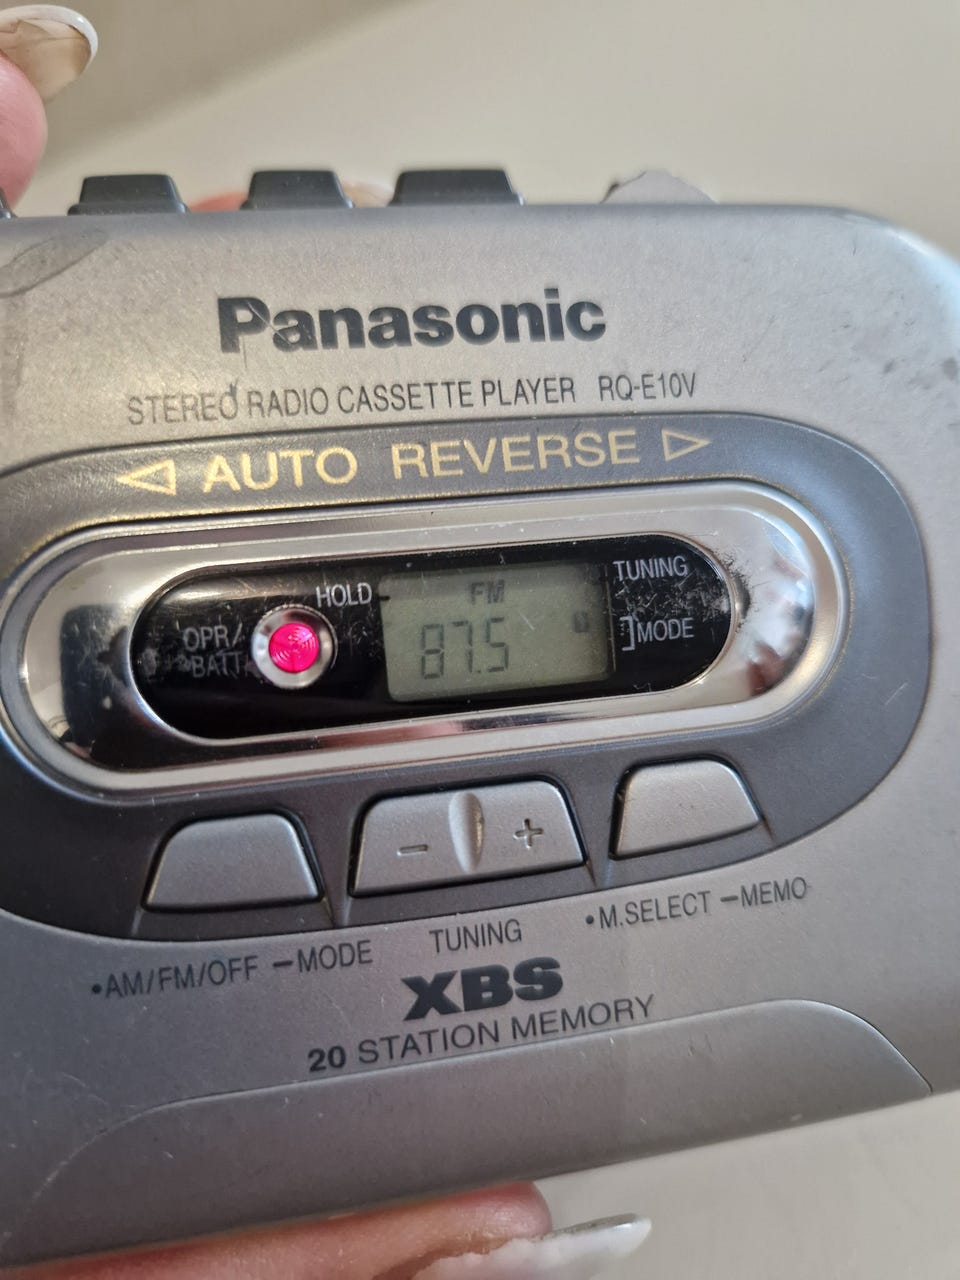 Panasonic
STEREO RADIO CASSETTE PLAYER RQ-E10V
AUTO REVERSE
HOLD
OPR/
BATT
FM
87.5
TUNING
MODE
- +
•AM/FM/OFF —MODE
TUNING
•M.SELECT —MEMO
XBS
20 STATION MEMORY